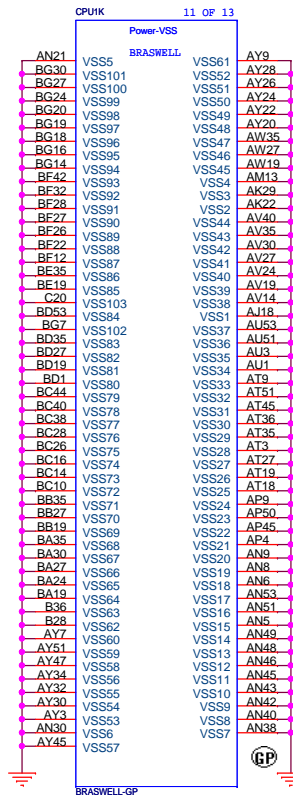 CPU1K 11 OF 13
Power-VSS
BRASWELL
AN21 VSS5 VSS61 AY9
BG30 VSS101 VSS52 AY28
BG27 VSS100 VSS51 AY26
BG24 VSS99 VSS50 AY24
BG20 VSS98 VSS49 AY22
BG19 VSS97 VSS48 AY20
BG18 VSS96 VSS47 AW35
BG16 VSS95 VSS46 AW27
BG14 VSS94 VSS45 AW19
BF42 VSS93 VSS4 AM13
BF32 VSS92 VSS3 AK29
BF28 VSS91 VSS2 AK22
BF27 VSS90 VSS44 AV40
BF26 VSS89 VSS43 AV35
BF22 VSS88 VSS42 AV30
BF12 VSS87 VSS41 AV27
BE35 VSS86 VSS40 AV24
BE19 VSS85 VSS39 AV19
C20 VSS103 VSS38 AV14
BD53 VSS84 VSS1 AJ18
BG7 VSS102 VSS37 AU53
BD35 VSS83 VSS36 AU51
BD27 VSS82 VSS35 AU3
BD19 VSS81 VSS34 AU1
BD1 VSS80 VSS33 AT9
BC44 VSS79 VSS32 AT51
BC40 VSS78 VSS31 AT45
BC38 VSS77 VSS30 AT36
BC28 VSS76 VSS29 AT35
BC26 VSS75 VSS28 AT3
BC16 VSS74 VSS27 AT27
BC14 VSS73 VSS26 AT19
BC10 VSS72 VSS25 AT18
BB35 VSS71 VSS24 AP9
BB27 VSS70 VSS23 AP50
BB19 VSS69 VSS22 AP45
BA35 VSS68 VSS21 AP4
BA30 VSS67 VSS20 AN9
BA27 VSS66 VSS19 AN8
BA24 VSS65 VSS18 AN6
BA19 VSS64 VSS17 AN53
B36 VSS63 VSS16 AN51
B28 VSS62 VSS15 AN5
AY7 VSS60 VSS14 AN49
AY51 VSS59 VSS13 AN48
AY47 VSS58 VSS12 AN46
AY34 VSS56 VSS11 AN45
AY32 VSS55 VSS10 AN43
AY30 VSS54 VSS9 AN42
AY3 VSS53 VSS8 AN40
AN30 VSS6 VSS7 AN38
AY45 VSS57
GP
BRASWELL-GP